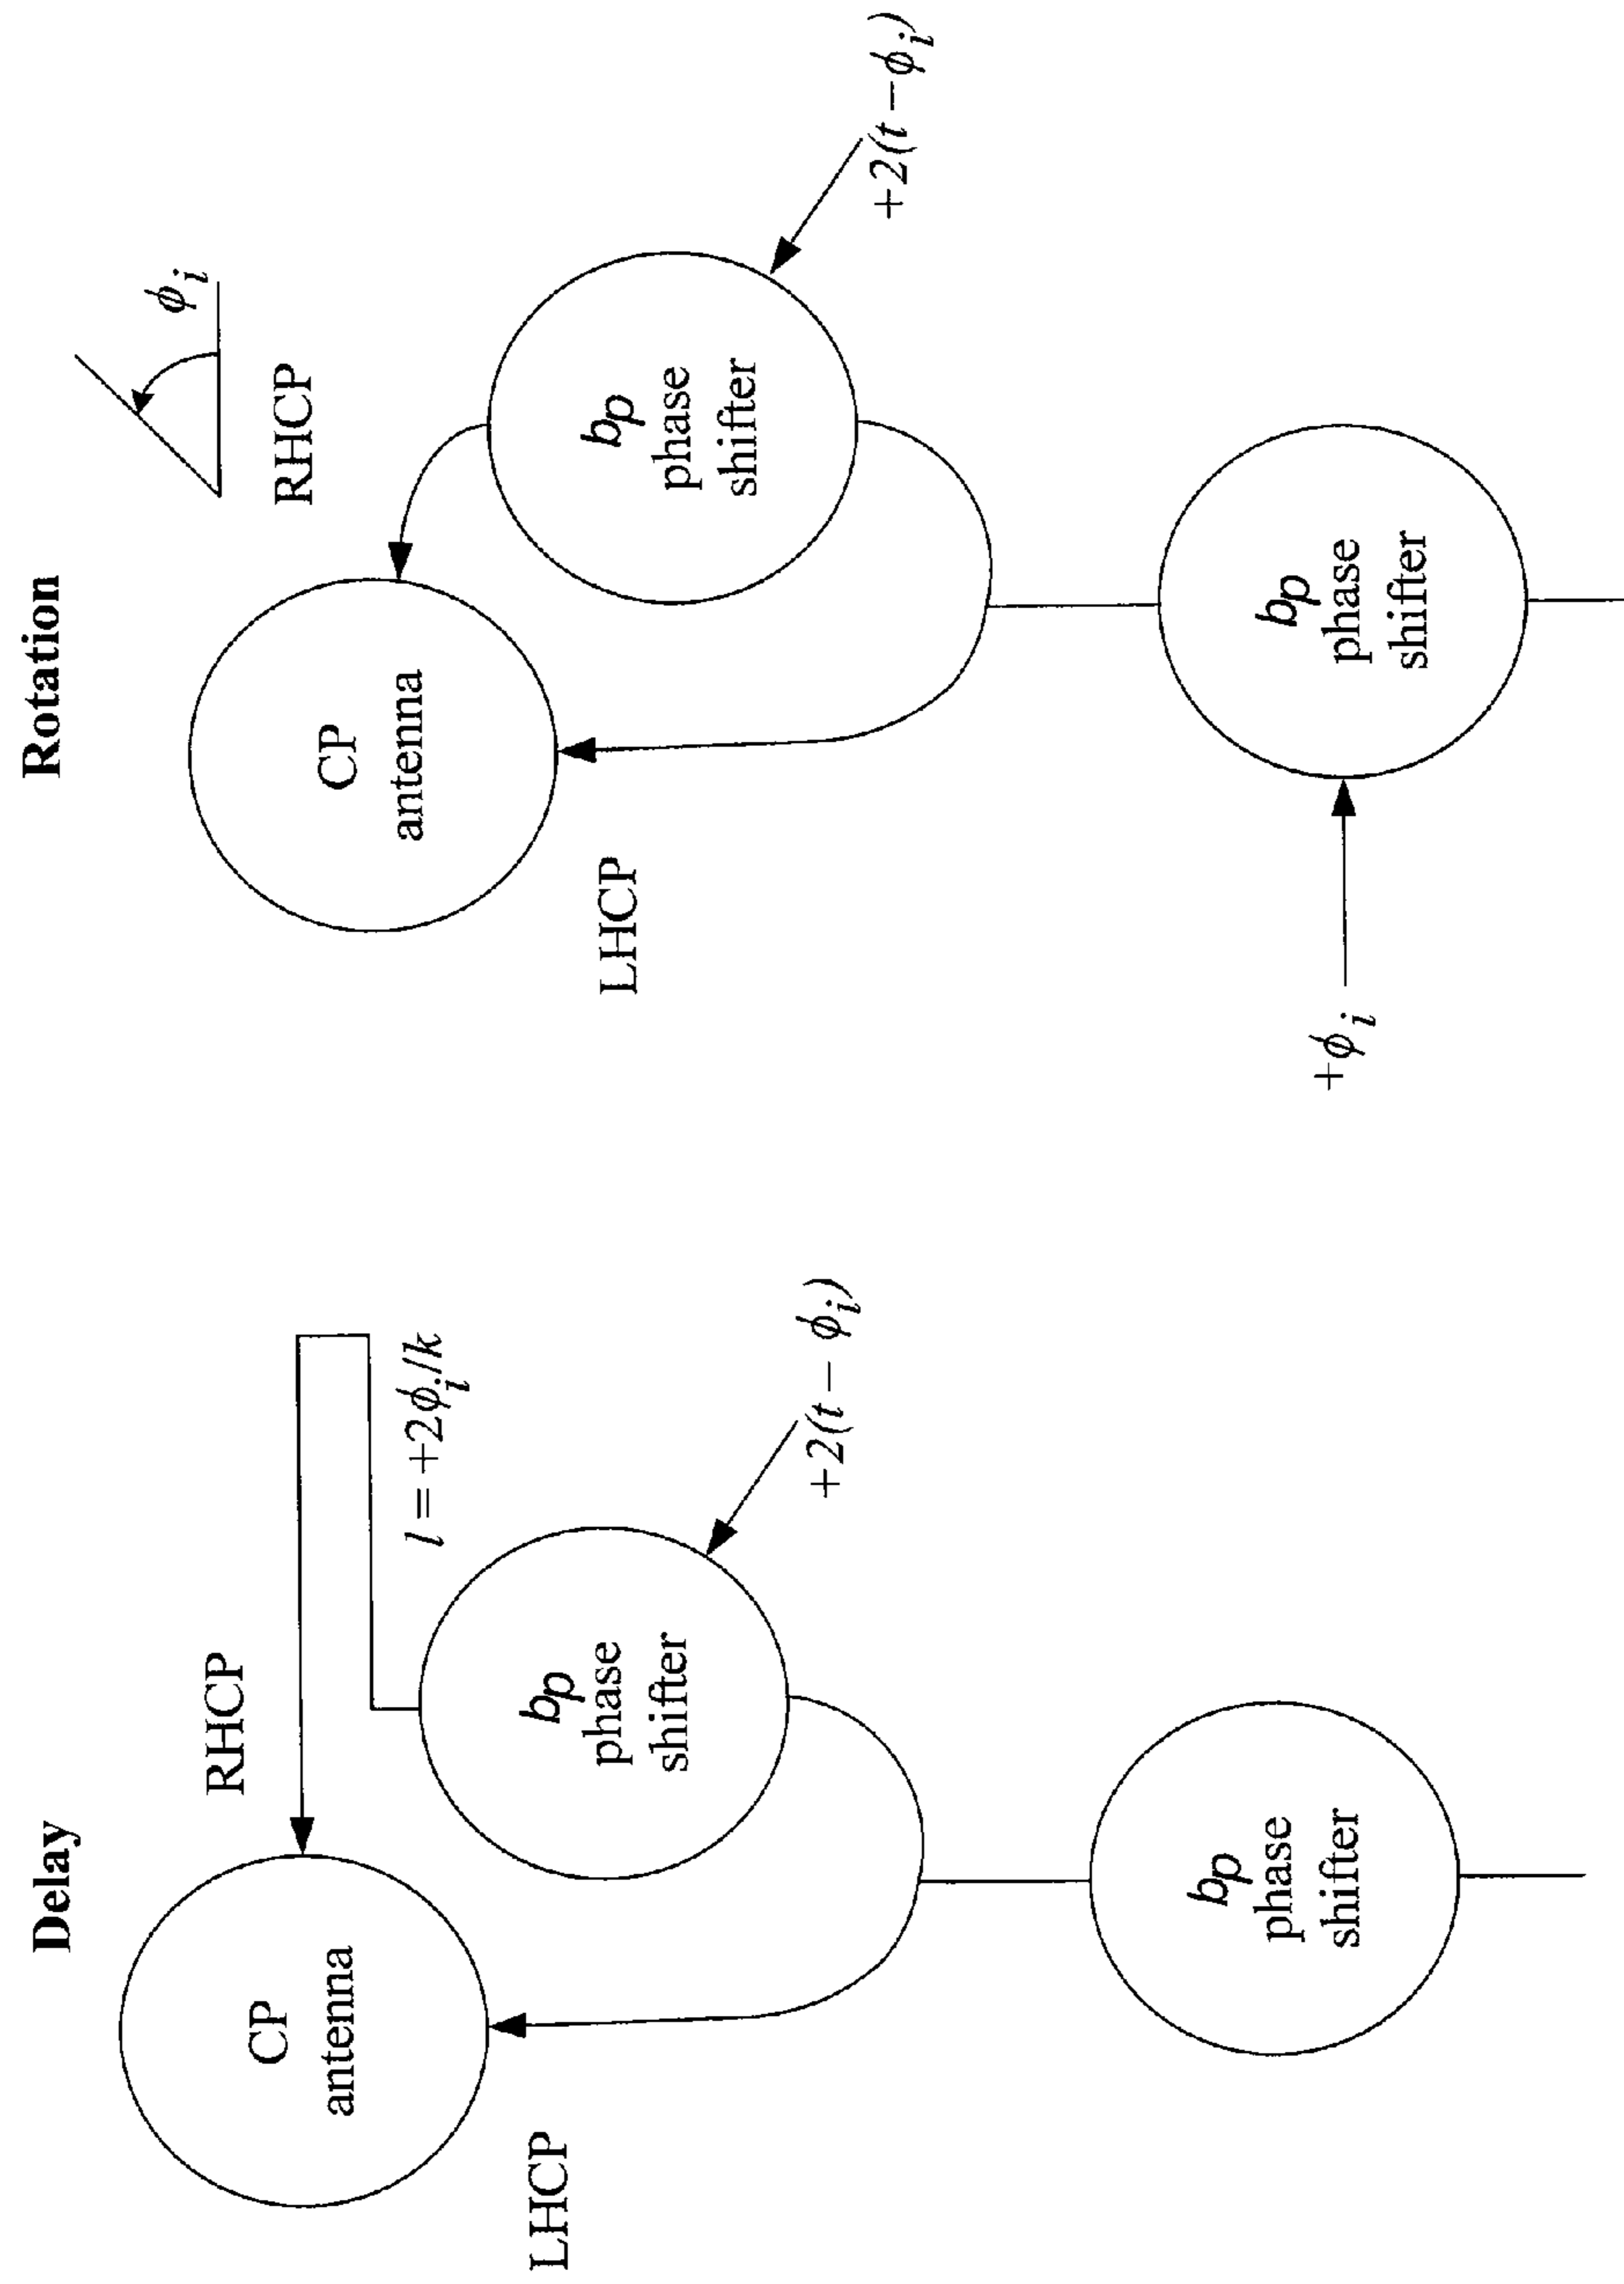 Delay
RHCP
CP
antenna
l = +2ϕi/k
LHCP
bp
phase
shifter
+2(t − ϕi)
bp
phase
shifter
Rotation
ϕi
RHCP
CP
antenna
LHCP
bp
phase
shifter
+2(t −ϕi)
+ϕi
bp
phase
shifter